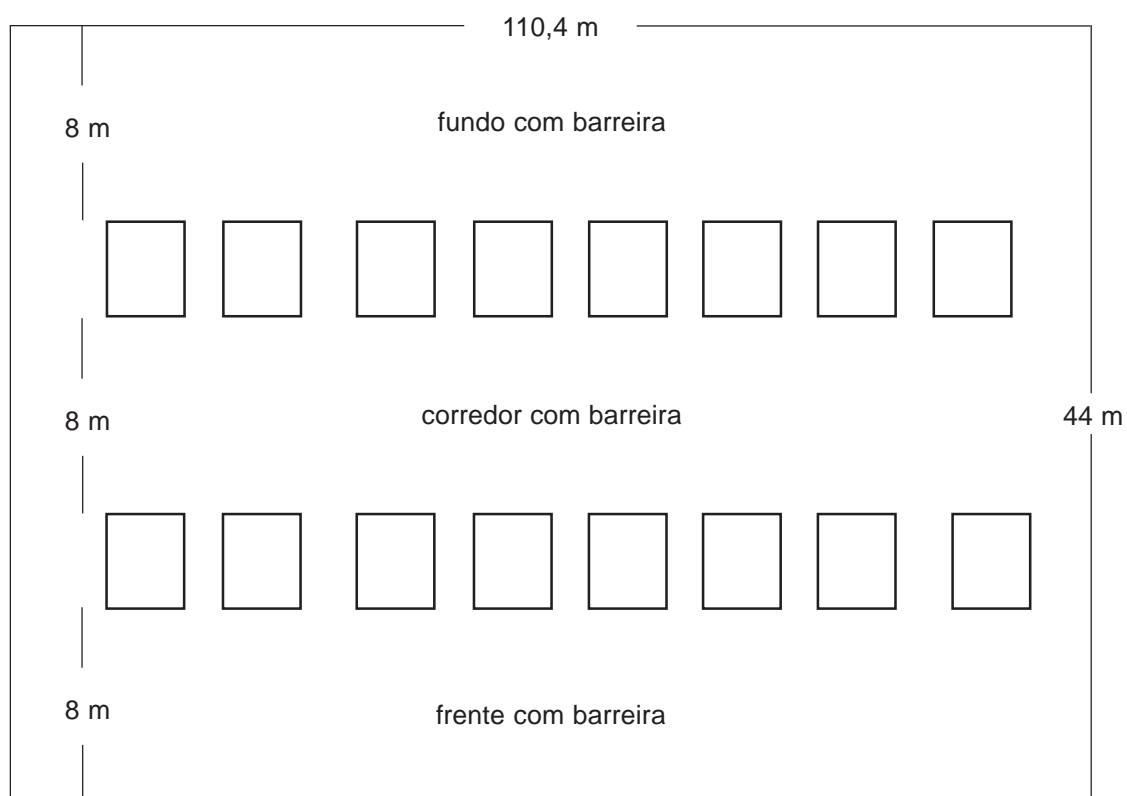 110,4 m
8 m
fundo com barreira
8 m
corredor com barreira
44 m
8 m
frente com barreira